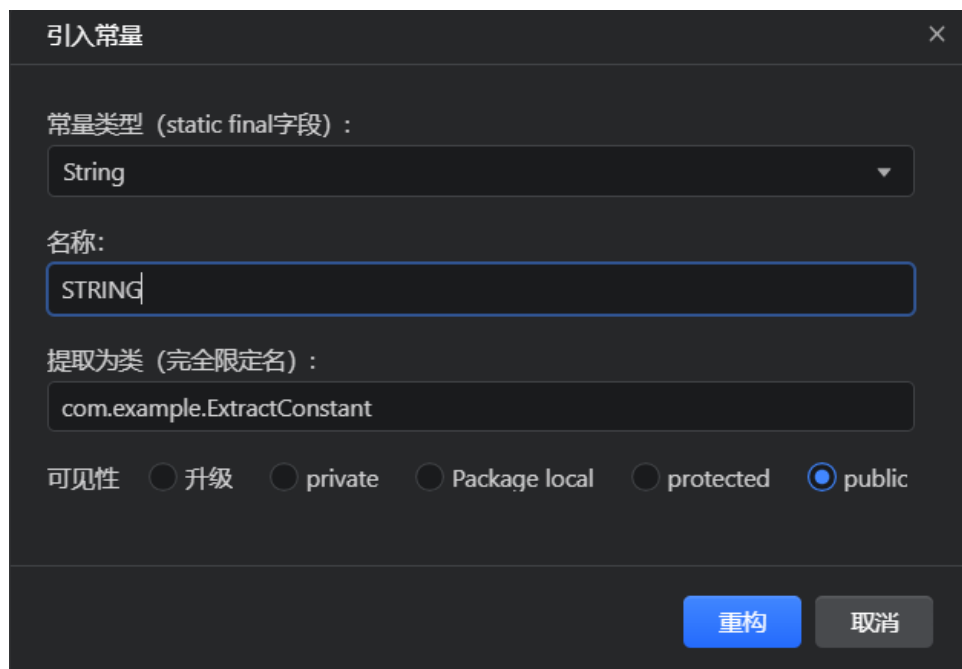 引入常量
常量类型（static final字段）:
String
名称:
STRING
提取为类（完全限定名）:
com.example.ExtractConstant
可见性 升级 private Package local protected public
重构 取消